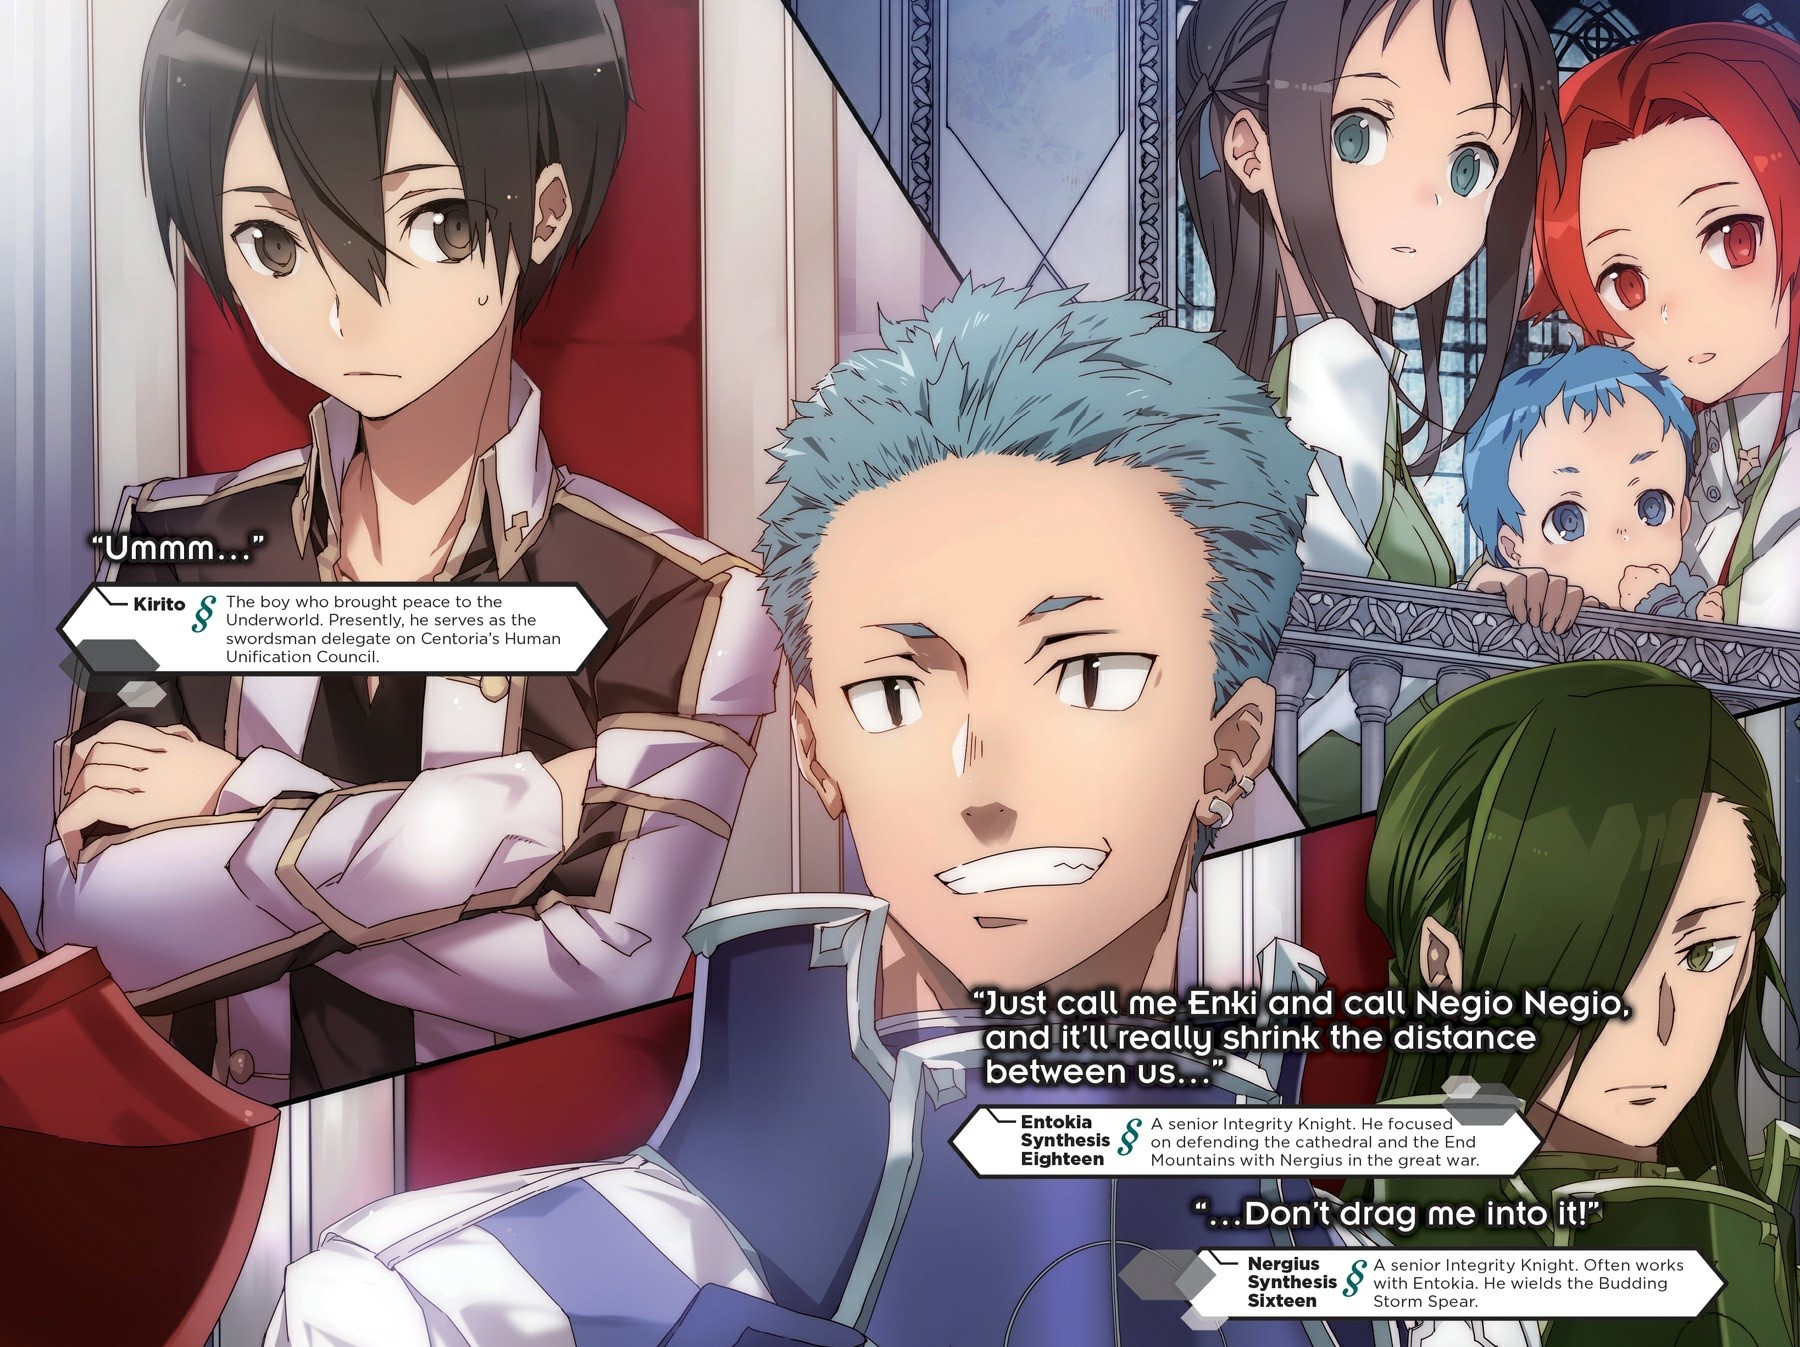 “Ummm...”
Kirito
§
The boy who brought peace to the
Underworld. Presently, he serves as the
swordsman delegate on Centoria’s Human
Unification Council.
“Just call me Enki and call Negio Negio,
and it’ll really shrink the distance
between us...”
Entokia
Synthesis
Eighteen
§
A senior Integrity Knight. He focused
on defending the cathedral and the End
Mountains with Nergius in the great war.
“...Don’t drag me into it!”
Nergius
Synthesis
Sixteen
§
A senior Integrity Knight. Often works
with Entokia. He wields the Budding
Storm Spear.